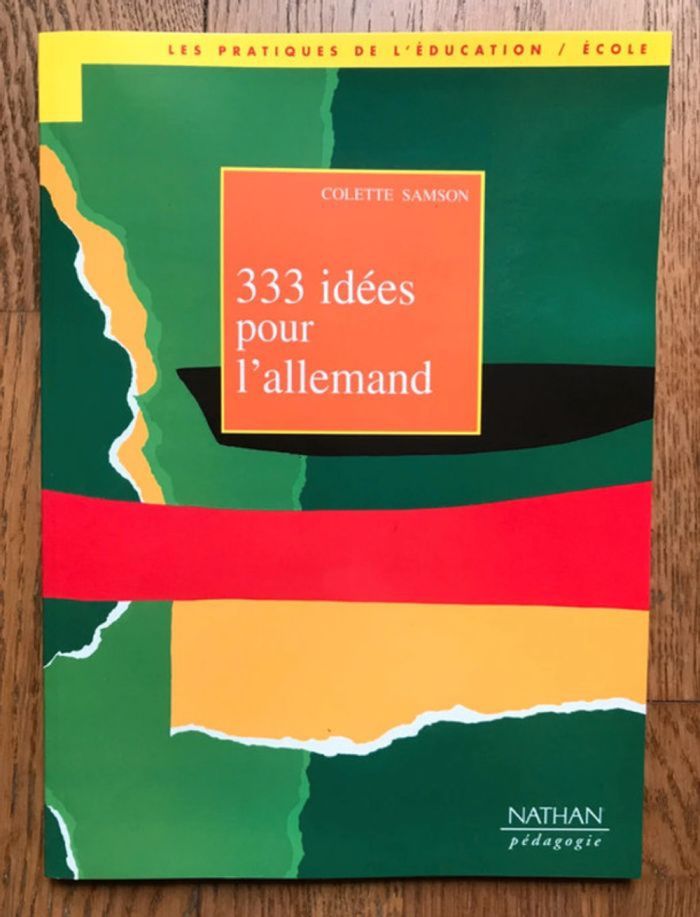 LES PRATIQUES DE L'ÉDUCATION / ÉCOLE
COLETTE SAMSON
333 idées
pour
l'allemand
NATHAN
pédagogie